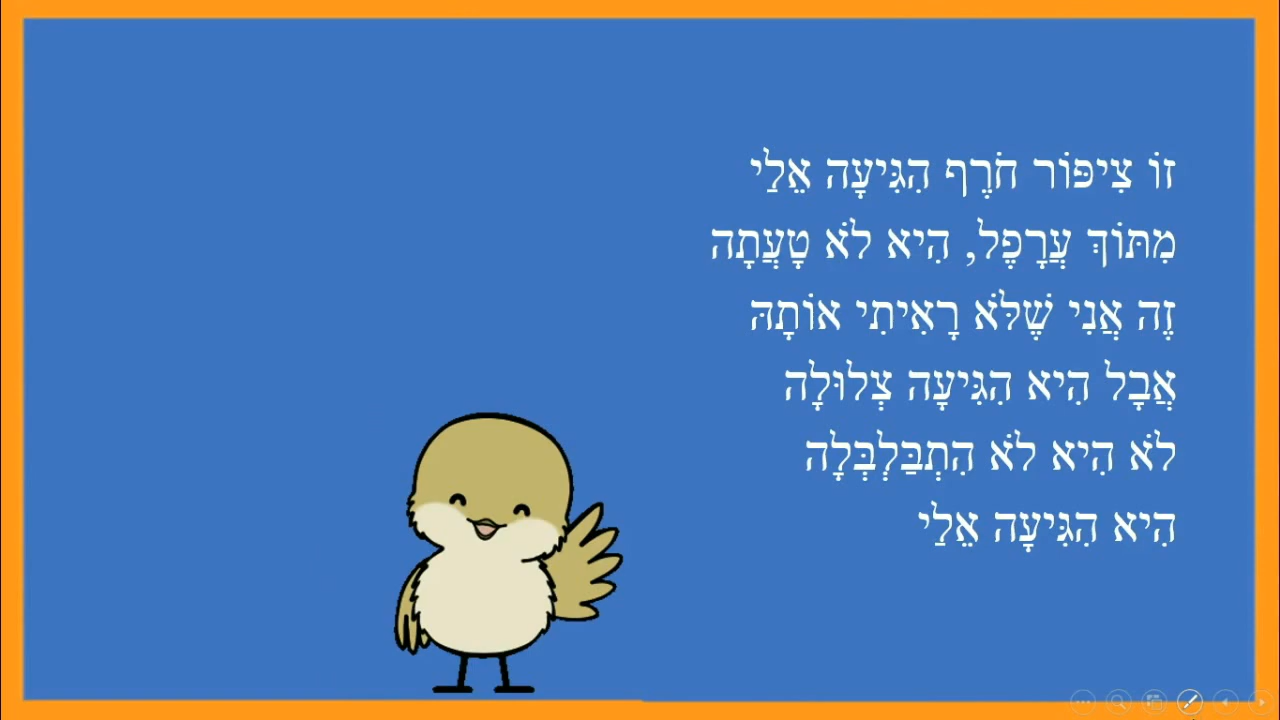 זוֹ צִיפּוֹר חֹרֶף הִגִּיעָה אֵלַי
מִתּוֹךְ עֲרָפֶל, הִיא לֹא טָעֲתָה
זֶה אֲנִי שֶׁלֹּא רָאִיתִי אוֹתָהּ
אֲבָל הִיא הִגִּיעָה צְלוּלָה
לֹא הִיא לֹא הִתְבַּלְבְּלָה
הִיא הִגִּיעָה אֵלַי